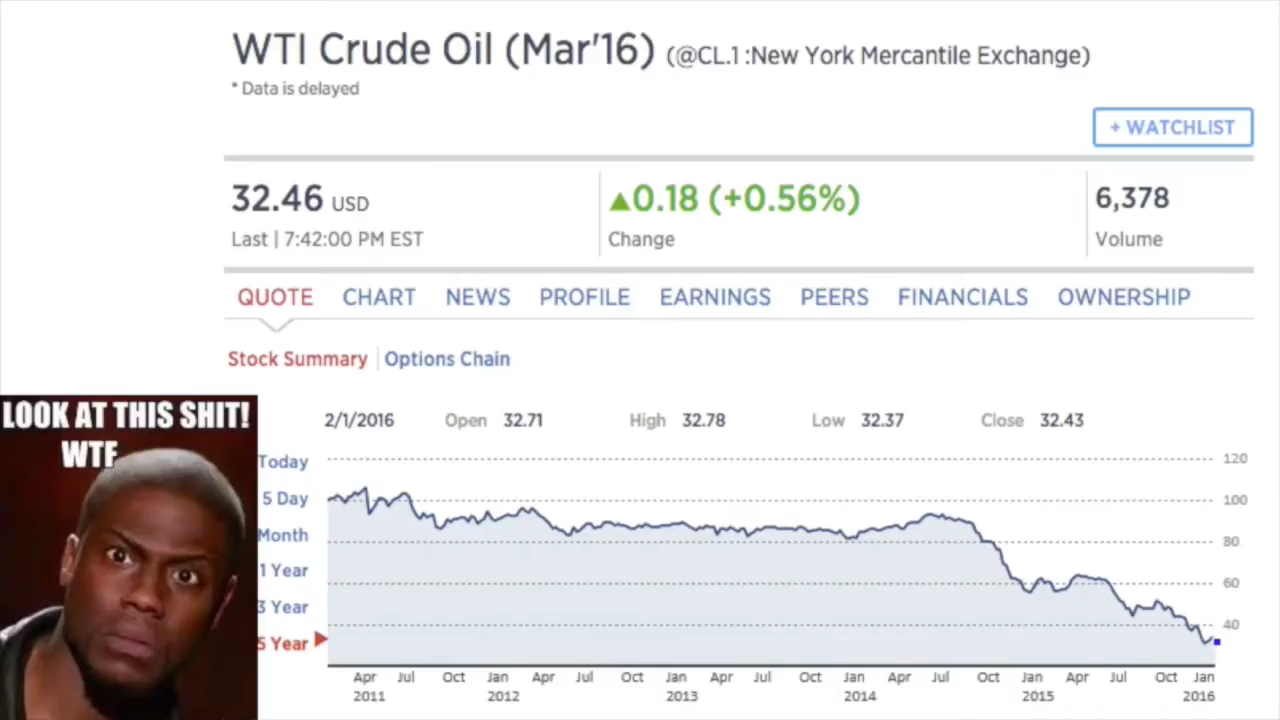 WTI Crude Oil (Mar'16) (@CL.1 :New York Mercantile Exchange)
* Data is delayed
+ WATCHLIST
32.46 USD ▲0.18 (+0.56%) 6,378
Last | 7:42:00 PM EST Change Volume
QUOTE CHART NEWS PROFILE EARNINGS PEERS FINANCIALS OWNERSHIP
Stock Summary Options Chain
LOOK AT THIS SHIT!
WTF
2/1/2016 Open 32.71 High 32.78 Low 32.37 Close 32.43
Today
5 Day
Month
1 Year
3 Year
5 Year
120
100
80
60
40
Apr Jul Oct Jan Apr Jul Oct Jan Apr Jul Oct Jan Apr Jul Oct Jan Apr Jul Oct Jan
2011 2012 2013 2014 2015 2016